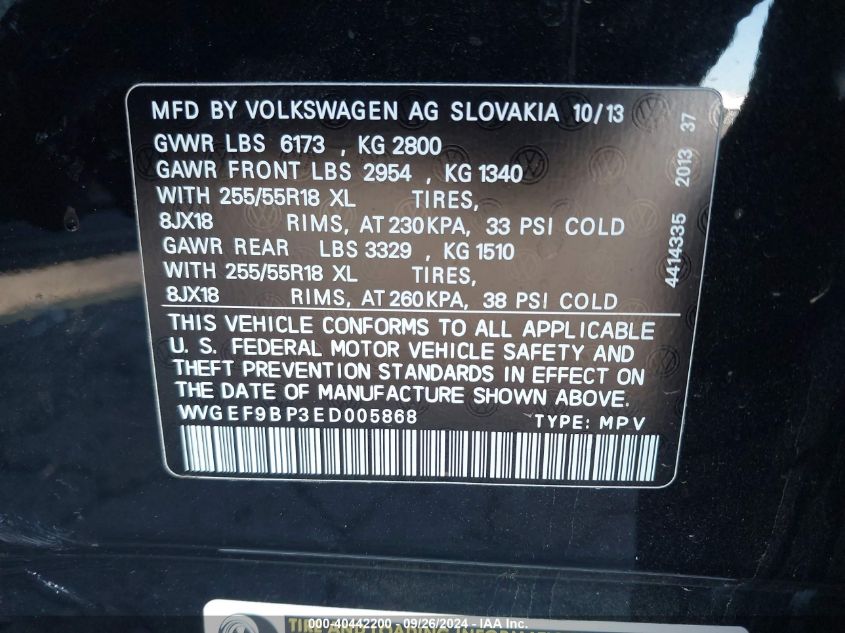 MFD BY VOLKSWAGEN AG SLOVAKIA 10/13
GVWR LBS 6173 , KG 2800
GAWR FRONT LBS 2954 , KG 1340
WITH 255/55R18 XL TIRES,
8JX18 RIMS, AT 230KPA, 33 PSI COLD
GAWR REAR LBS 3329 , KG 1510
WITH 255/55R18 XL TIRES,
8JX18 RIMS, AT 260KPA, 38 PSI COLD
THIS VEHICLE CONFORMS TO ALL APPLICABLE
U. S. FEDERAL MOTOR VEHICLE SAFETY AND
THEFT PREVENTION STANDARDS IN EFFECT ON
THE DATE OF MANUFACTURE SHOWN ABOVE.
WVGEF9BP3ED005868 TYPE: MPV
4414335 2013 37
TIRE AND LOADING INFORMATION
000-40442200 - 09/26/2024 - IAA Inc.